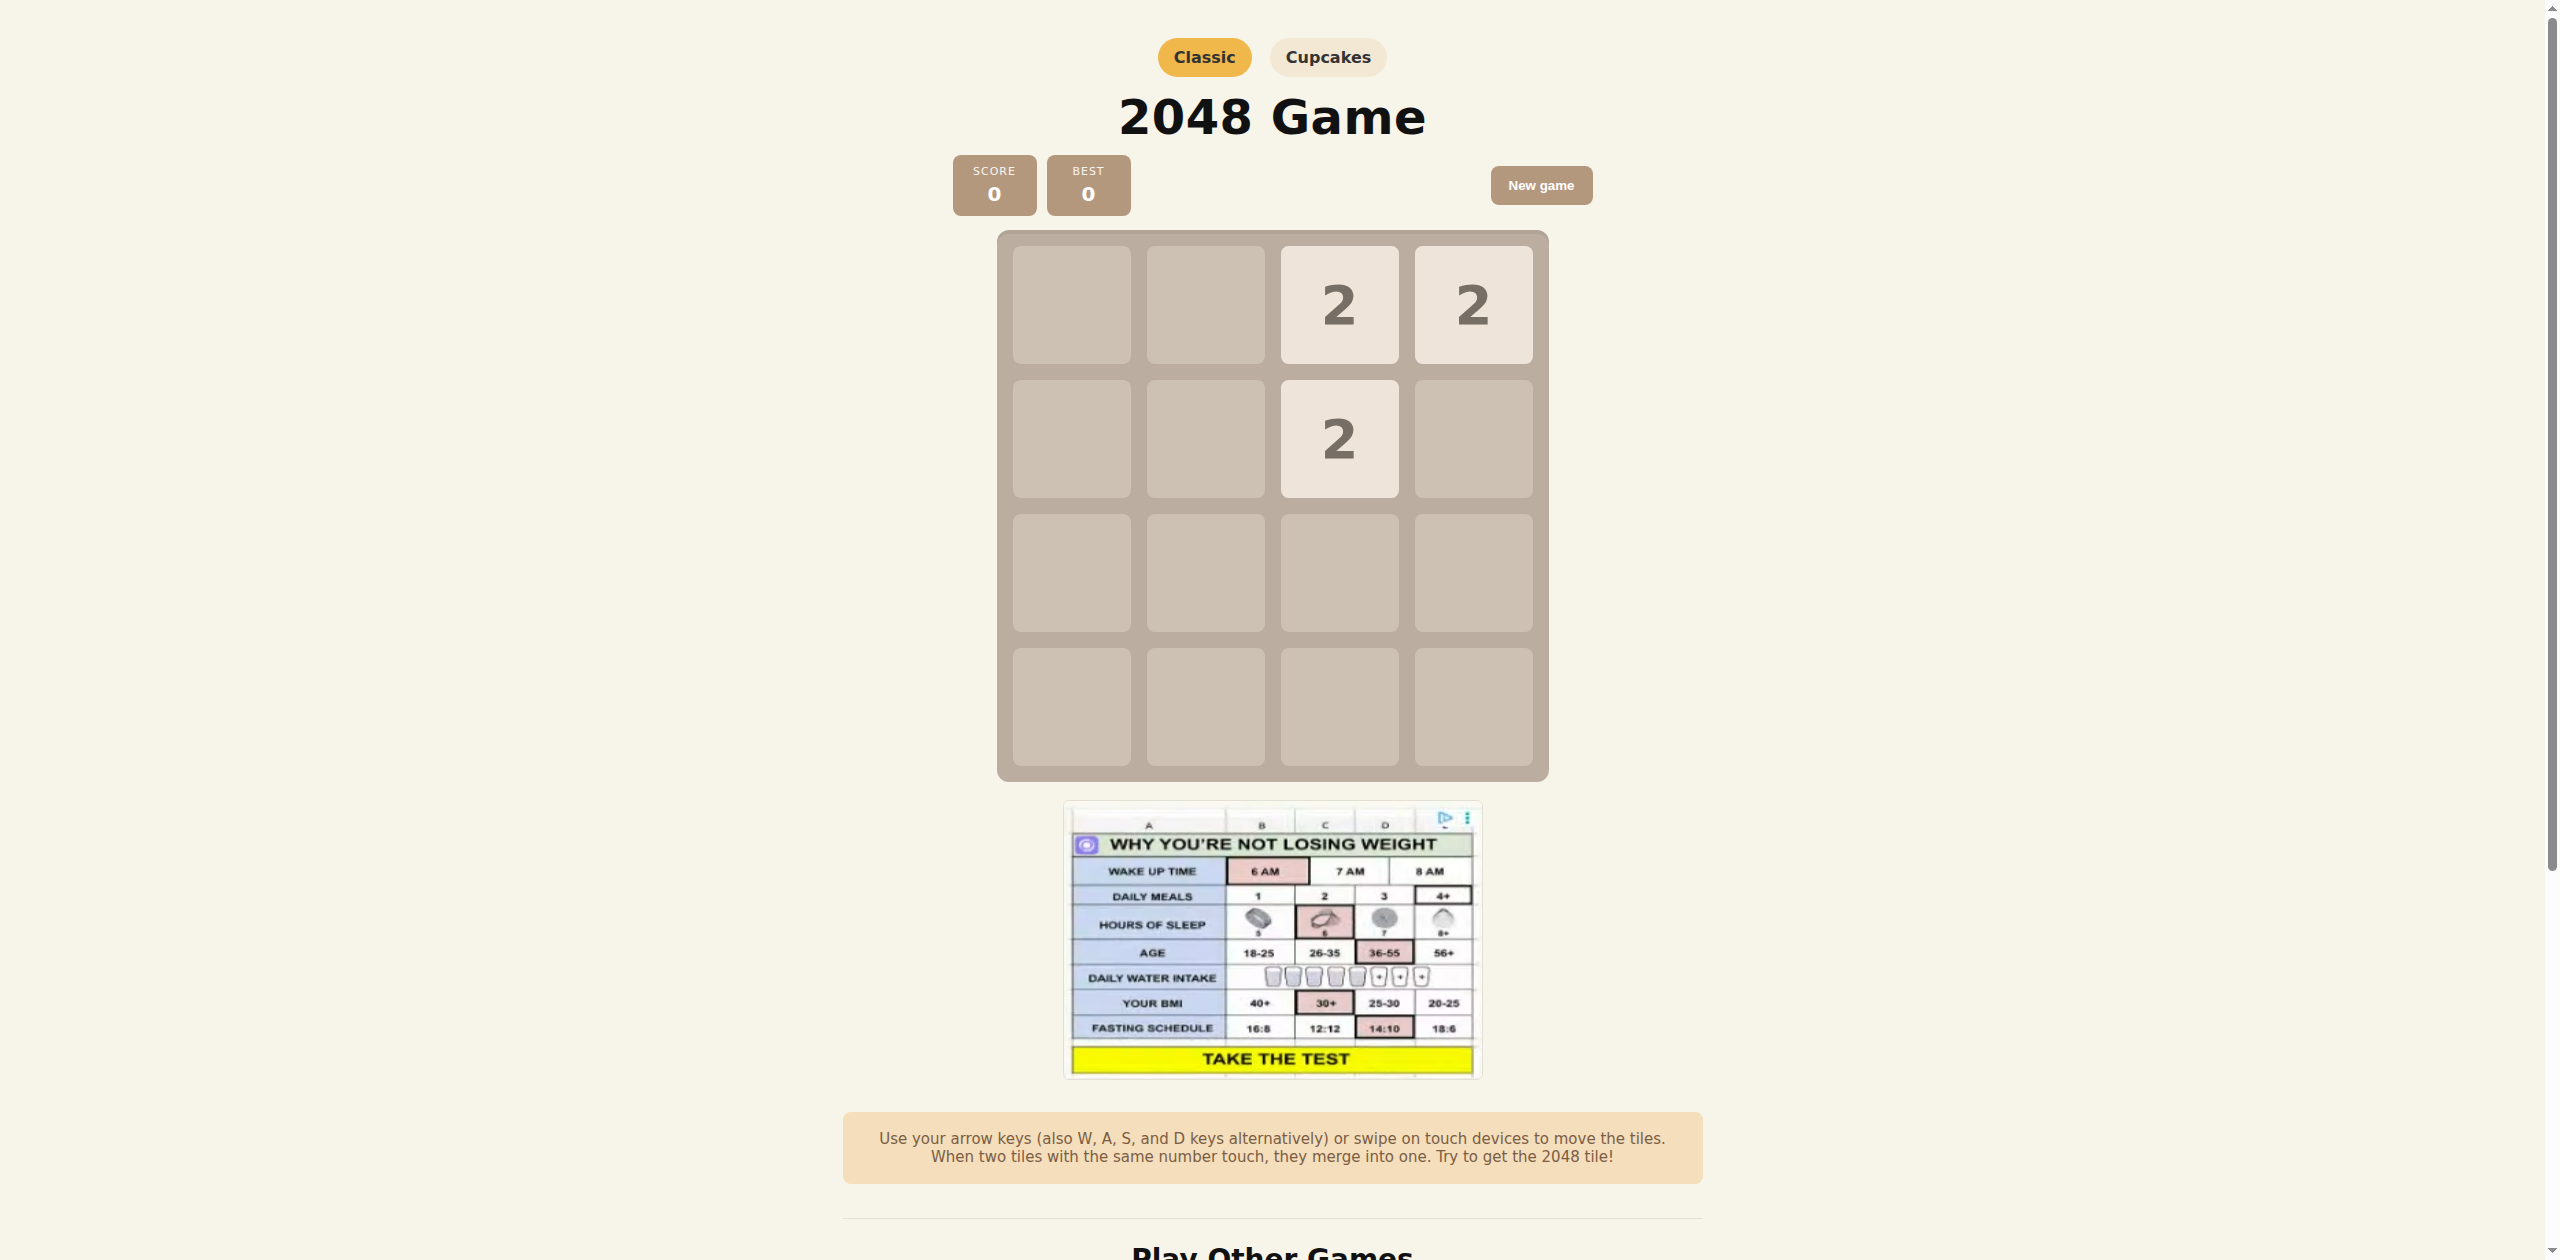 Classic Cupcakes
2048 Game
SCORE BEST
0 0
New game
2 2
2
A B C D
WHY YOU'RE NOT LOSING WEIGHT
WAKE UP TIME 6 AM 7 AM 8 AM
DAILY MEALS 1 2 3 4+
HOURS OF SLEEP 5 6 7 8+
AGE 18-25 26-35 36-55 56+
DAILY WATER INTAKE
YOUR BMI 40+ 30+ 25-30 20-25
FASTING SCHEDULE 16:8 12:12 14:10 18:6
TAKE THE TEST
Use your arrow keys (also W, A, S, and D keys alternatively) or swipe on touch devices to move the tiles.
When two tiles with the same number touch, they merge into one. Try to get the 2048 tile!
Play Other Games